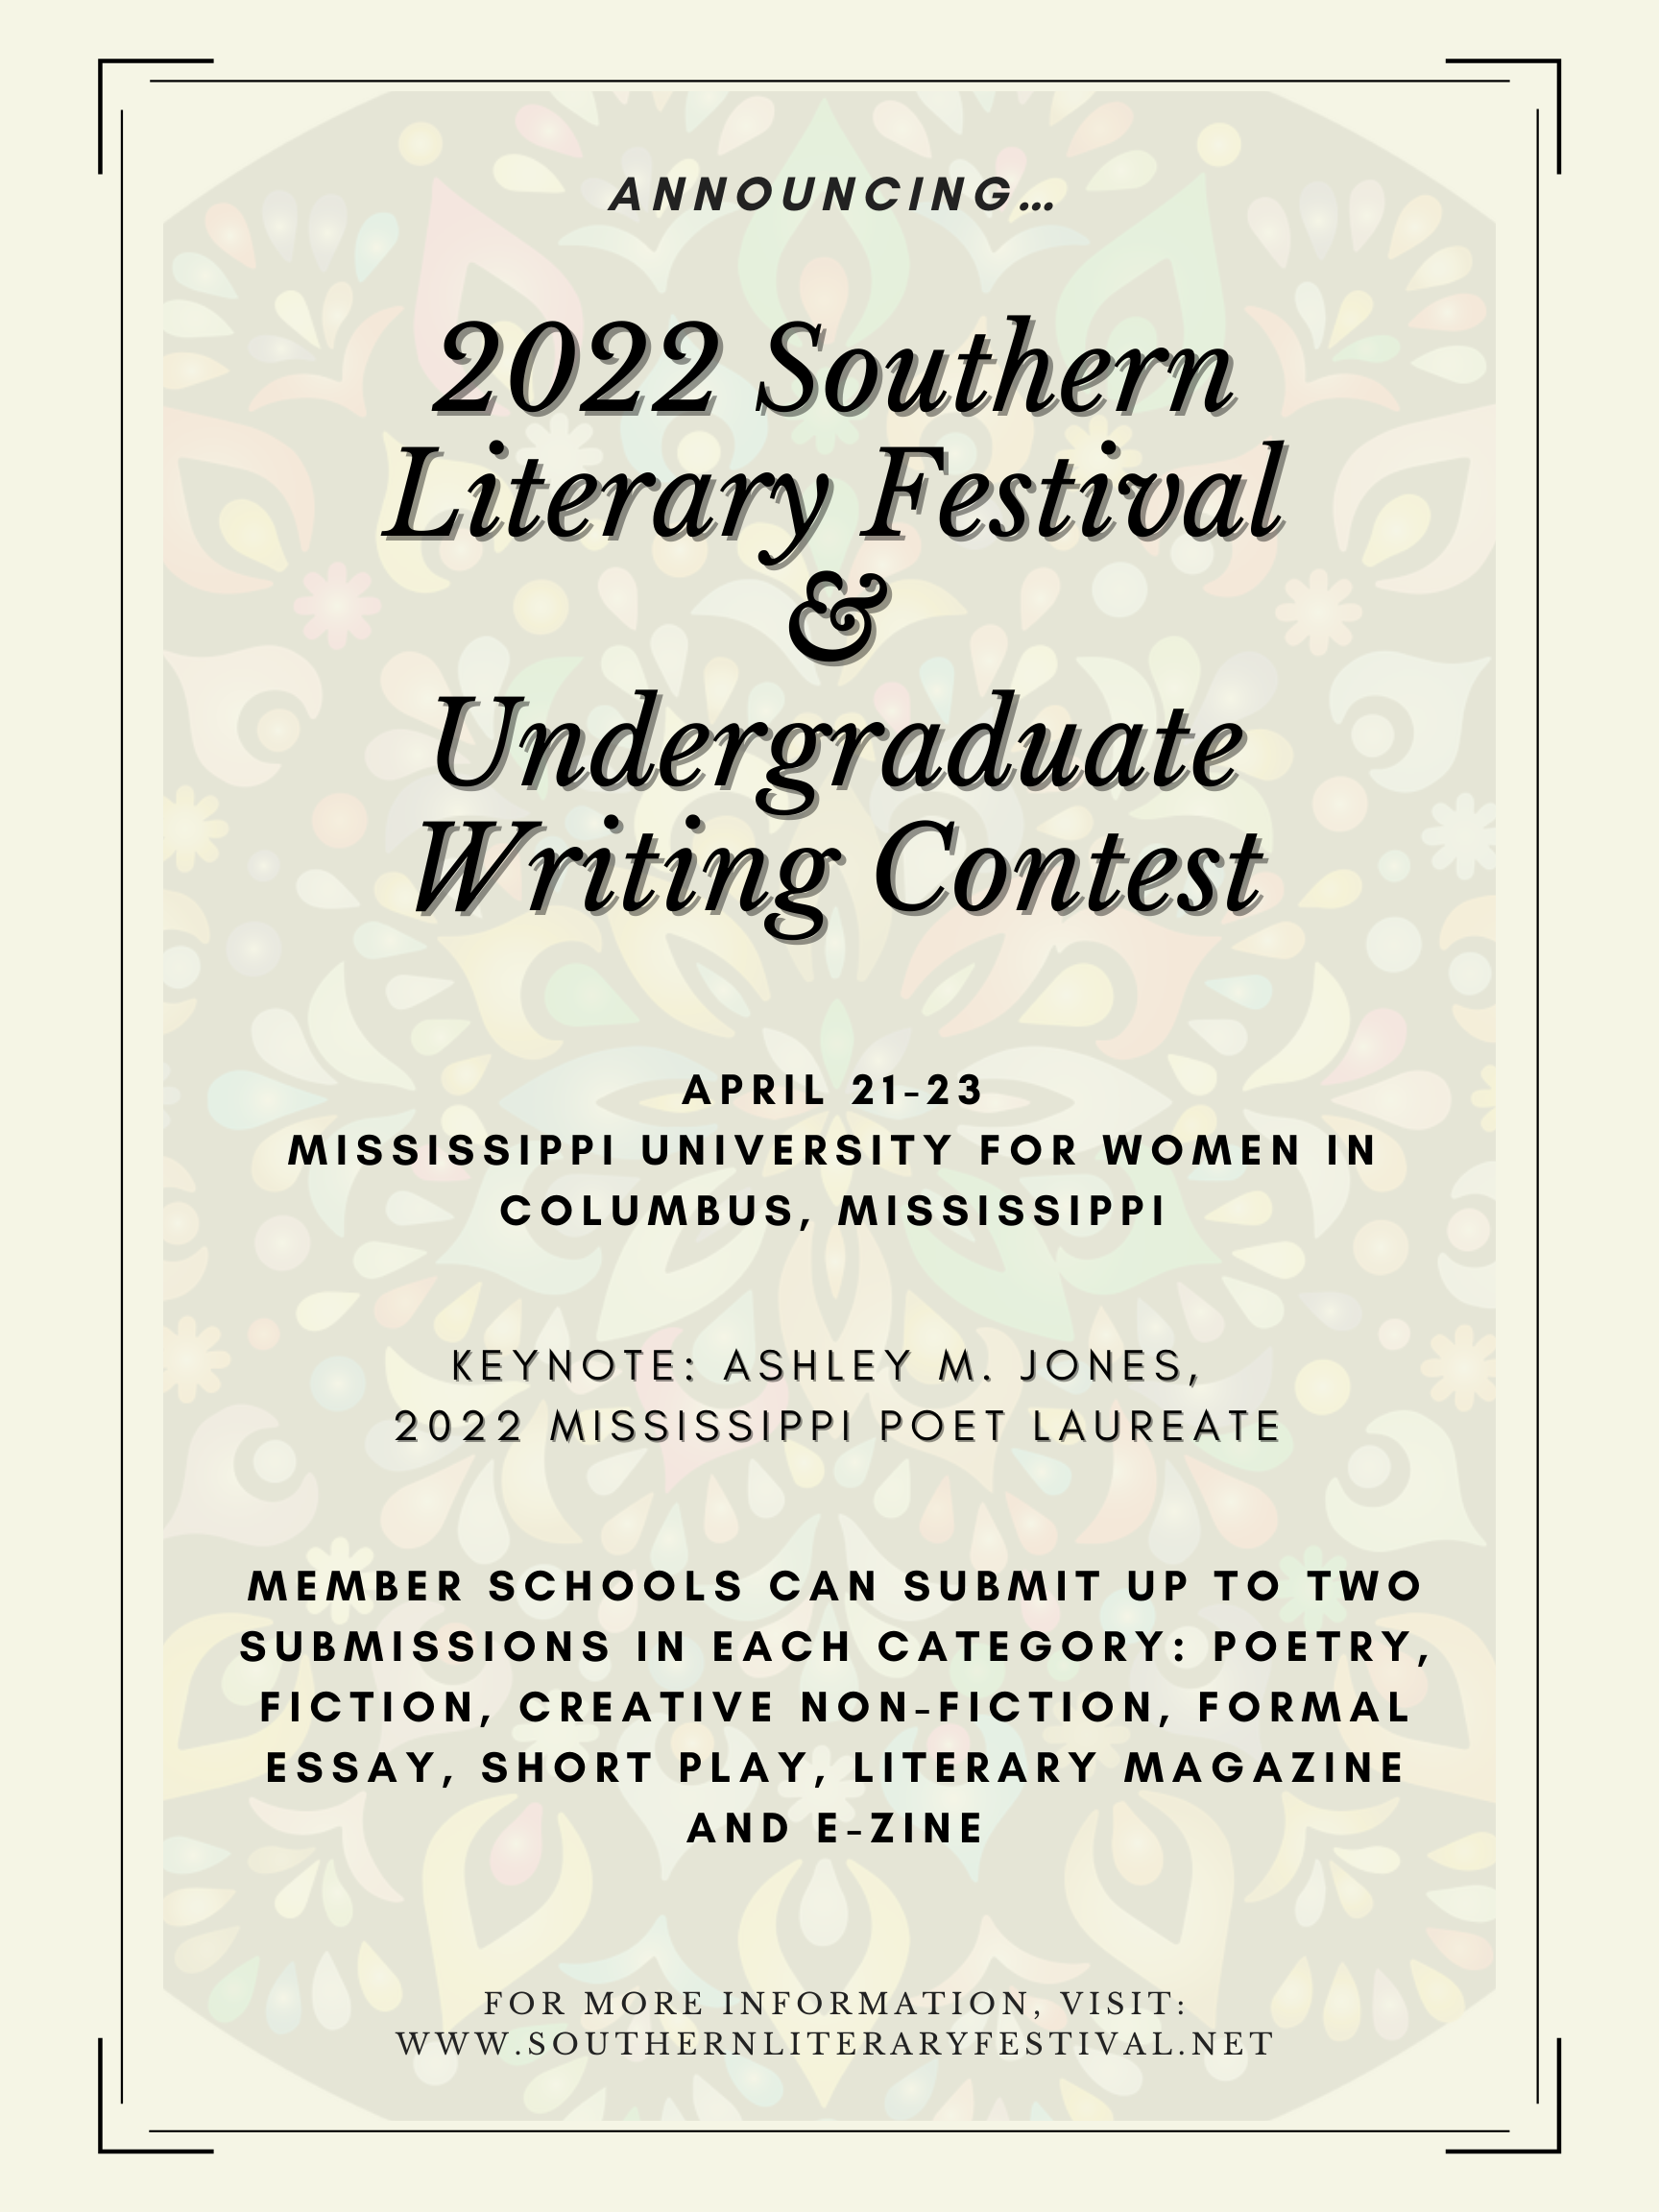 ANNOUNCING...
2022 Southern
Literary Festival
&
Undergraduate
Writing Contest
APRIL 21-23
MISSISSIPPI UNIVERSITY FOR WOMEN IN
COLUMBUS, MISSISSIPPI
KEYNOTE: ASHLEY M. JONES,
2022 MISSISSIPPI POET LAUREATE
MEMBER SCHOOLS CAN SUBMIT UP TO TWO
SUBMISSIONS IN EACH CATEGORY: POETRY,
FICTION, CREATIVE NON-FICTION, FORMAL
ESSAY, SHORT PLAY, LITERARY MAGAZINE
AND E-ZINE
FOR MORE INFORMATION, VISIT:
WWW.SOUTHERNLITERARYFESTIVAL.NET